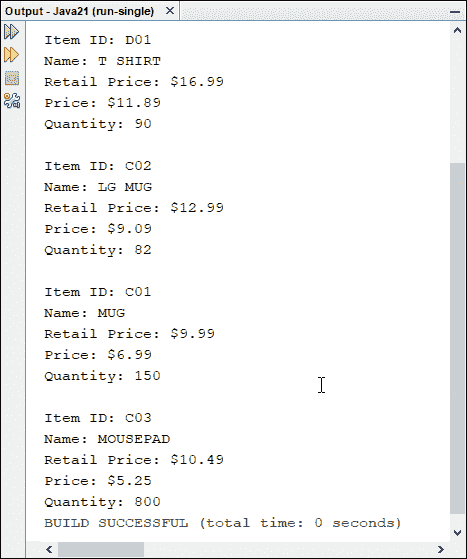 Output - Java21 (run-single)
Item ID: D01
Name: T SHIRT
Retail Price: $16.99
Price: $11.89
Quantity: 90
Item ID: C02
Name: LG MUG
Retail Price: $12.99
Price: $9.09
Quantity: 82
Item ID: C01
Name: MUG
Retail Price: $9.99
Price: $6.99
Quantity: 150
Item ID: C03
Name: MOUSEPAD
Retail Price: $10.49
Price: $5.25
Quantity: 800
BUILD SUCCESSFUL (total time: 0 seconds)